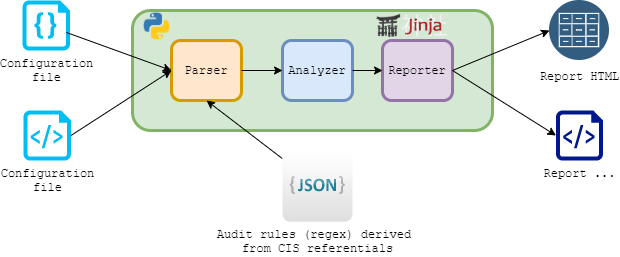 {}
Configuration
file
</>
Configuration
file
Jinja
Parser
Analyzer
Reporter
{JSON}
Audit rules (regex) derived
from CIS referentials
Report HTML
</>
Report ...